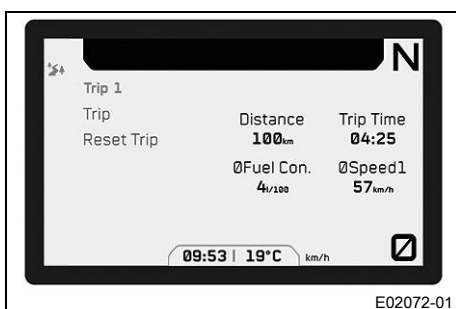 N
Trip 1
Trip
Reset Trip
Distance Trip Time
100km 04:25
ØFuel Con. ØSpeed1
4l/100 57km/h
09:53 | 19°C km/h
0
E02072-01